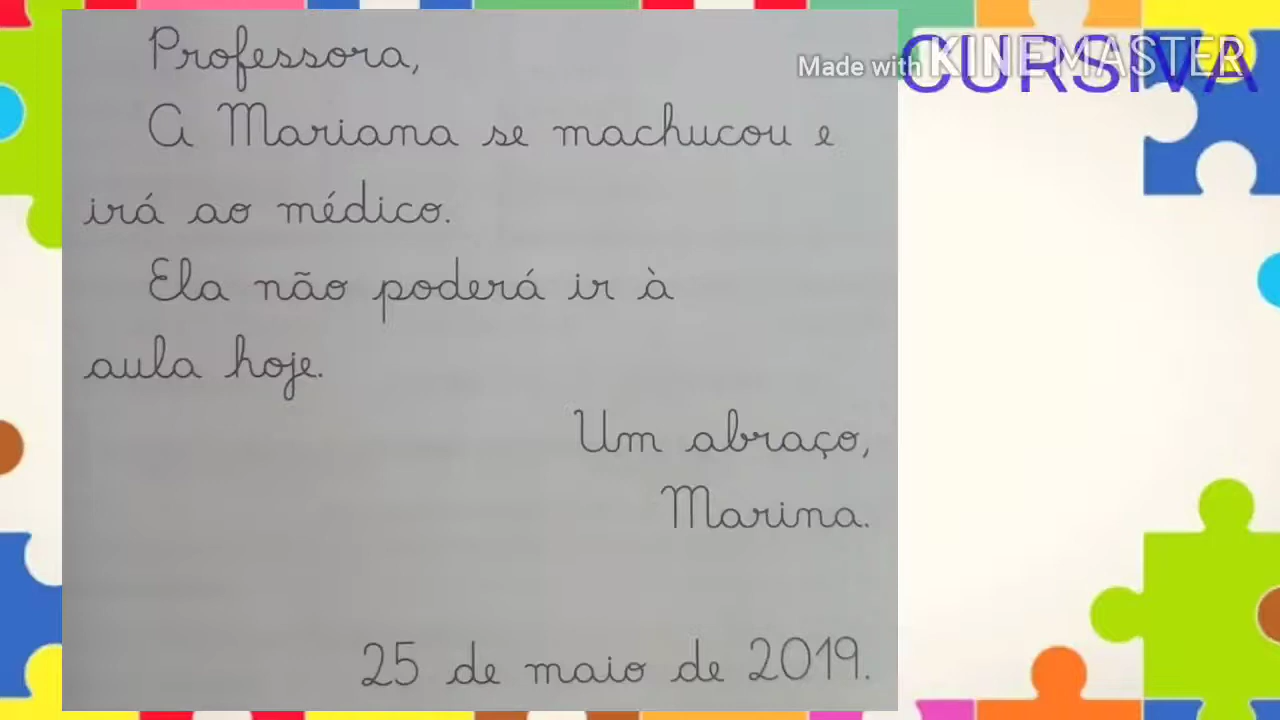 Professora,
A Mariana se machucou e
irá ao médico.
Ela não poderá ir à
aula hoje.
Um abraço,
Marina.
25 de maio de 2019.
CURSIVA
Made with KINEMASTER